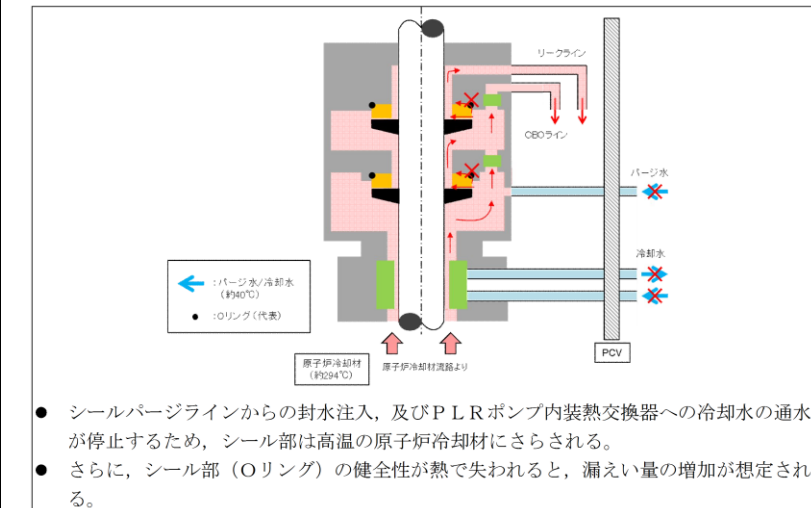 リークライン
CBOライン
パージ水
冷却水
:パージ水/冷却水
(約40℃)
:Oリング(代表)
原子炉冷却材
(約294℃)
原子炉冷却材流路より
PCV
● シールパージラインからの封水注入,及びPLRポンプ内装熱交換器への冷却水の通水
が停止するため,シール部は高温の原子炉冷却材にさらされる。
● さらに,シール部(Oリング)の健全性が熱で失われると,漏えい量の増加が想定され
る。